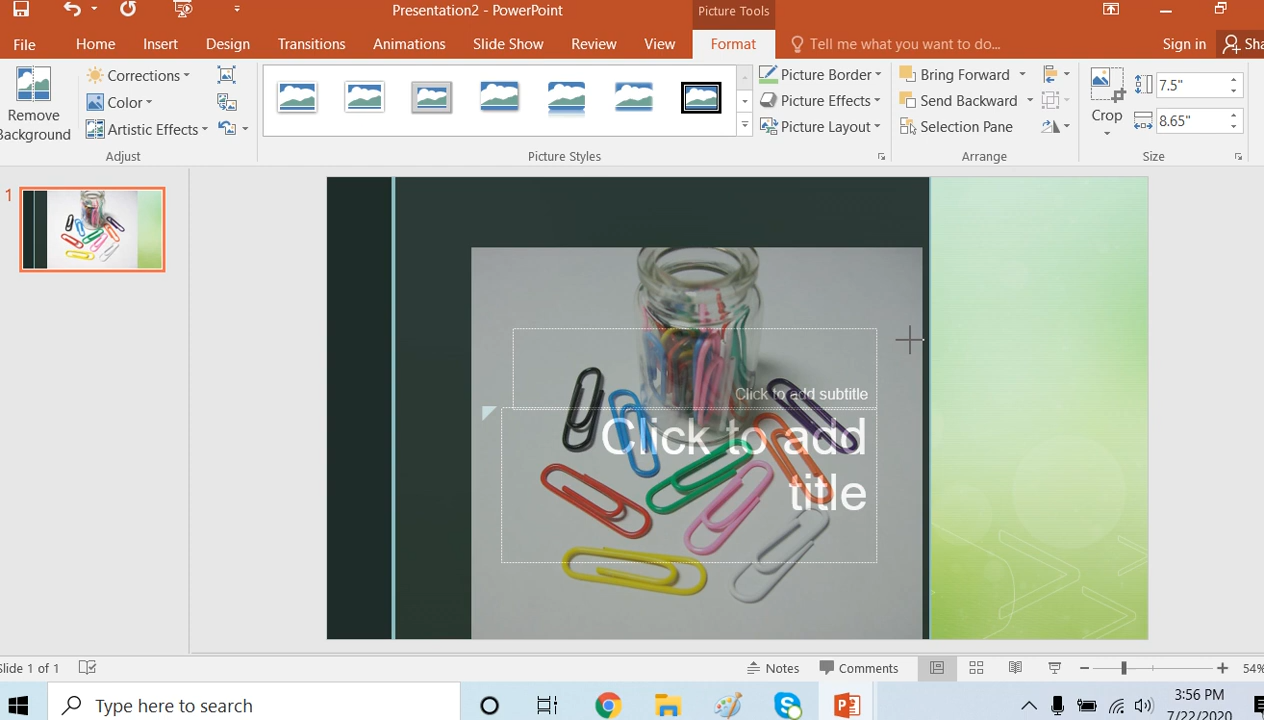 Presentation2 - PowerPoint
Picture Tools
File Home Insert Design Transitions Animations Slide Show Review View Format Tell me what you want to do... Sign in Sha
Remove Background
Corrections
Color
Artistic Effects
Adjust
Picture Styles
Picture Border
Picture Effects
Picture Layout
Bring Forward
Send Backward
Selection Pane
Arrange
Crop
7.5"
8.65"
Size
1
Click to add subtitle
Click to add
title
Slide 1 of 1
Notes Comments 54%
Type here to search
3:56 PM
7/22/2020